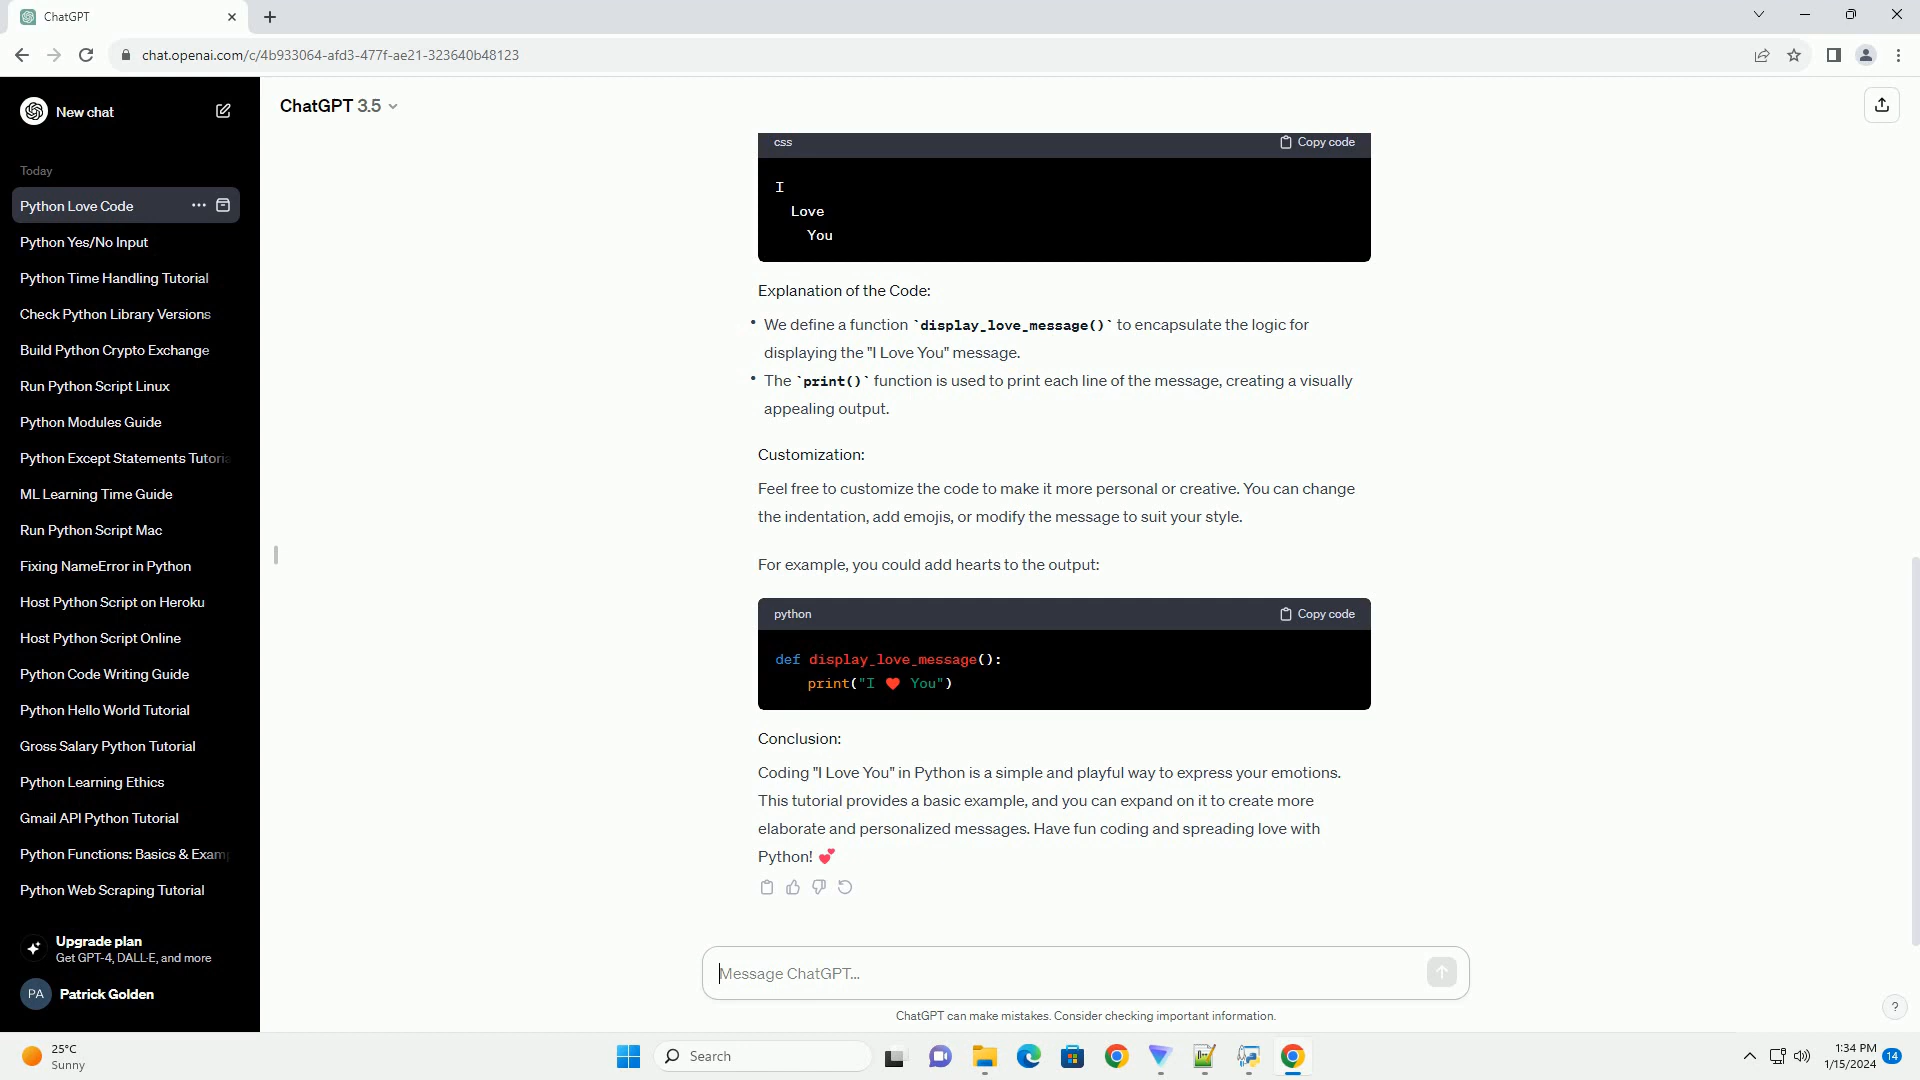 ChatGPT
chat.openai.com/c/4b933064-afd3-477f-ae21-323640b48123
New chat
Today
Python Love Code
Python Yes/No Input
Python Time Handling Tutorial
Check Python Library Versions
Build Python Crypto Exchange
Run Python Script Linux
Python Modules Guide
Python Except Statements Tutoria
ML Learning Time Guide
Run Python Script Mac
Fixing NameError in Python
Host Python Script on Heroku
Host Python Script Online
Python Code Writing Guide
Python Hello World Tutorial
Gross Salary Python Tutorial
Python Learning Ethics
Gmail API Python Tutorial
Python Functions: Basics & Exam
Python Web Scraping Tutorial
Upgrade plan
Get GPT-4, DALL·E, and more
PA Patrick Golden
ChatGPT 3.5
css Copy code
I
Love
You
Explanation of the Code:
• We define a function `display_love_message()` to encapsulate the logic for
displaying the "I Love You" message.
• The `print()` function is used to print each line of the message, creating a visually
appealing output.
Customization:
Feel free to customize the code to make it more personal or creative. You can change
the indentation, add emojis, or modify the message to suit your style.
For example, you could add hearts to the output:
python Copy code
def display_love_message():
print("I ❤️ You")
Conclusion:
Coding "I Love You" in Python is a simple and playful way to express your emotions.
This tutorial provides a basic example, and you can expand on it to create more
elaborate and personalized messages. Have fun coding and spreading love with
Python! 💕
Message ChatGPT...
ChatGPT can make mistakes. Consider checking important information.
?
25°C
Sunny
Search
1:34 PM
1/15/2024
14